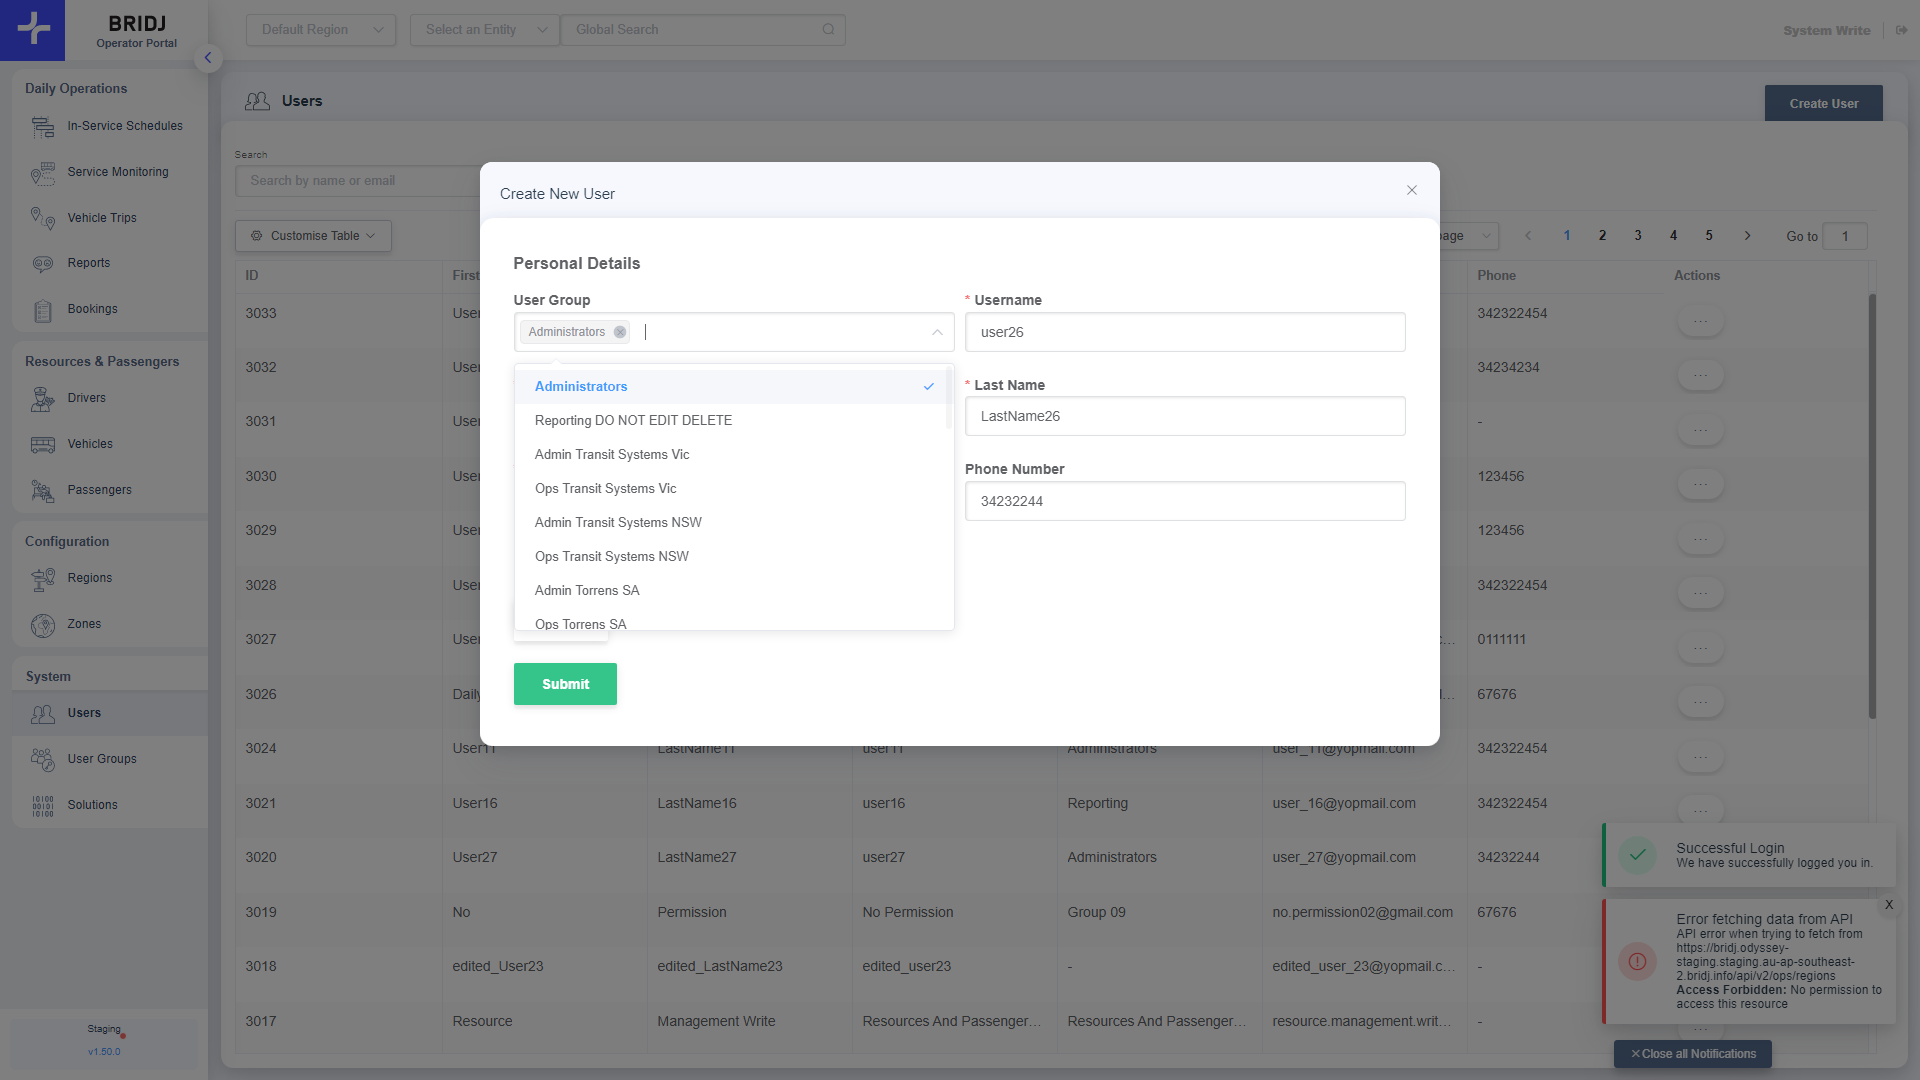 BRIDJ
Operator Portal
Default Region
Select an Entity
Global Search
System Write
Daily Operations
In-Service Schedules
Service Monitoring
Vehicle Trips
Reports
Bookings
Resources & Passengers
Drivers
Vehicles
Passengers
Configuration
Regions
Zones
System
Users
User Groups
Solutions
Staging
v1.50.0
Users
Create User
Search
Search by name or email
Customise Table
1 2 3 4 5
Go to 1
ID
Phone Actions
3033 342322454
3032 34234234
3031 -
3030 123456
3029 123456
3028 342322454
3027 0111111
3026 67676
3024 User11 LastName11 user11 Administrators user_11@yopmail.com 342322454
3021 User16 LastName16 user16 Reporting user_16@yopmail.com 342322454
3020 User27 LastName27 user27 Administrators user_27@yopmail.com 34232244
3019 No Permission No Permission Group 09 no.permission02@gmail.com 67676
3018 edited_User23 edited_LastName23 edited_user23 - edited_user_23@yopmail.c... -
3017 Resource Management Write Resources And Passenger... Resources And Passenger... resource.management.writ... -
Create New User
Personal Details
User Group
Administrators
* Username
user26
Administrators
Reporting DO NOT EDIT DELETE
Admin Transit Systems Vic
Ops Transit Systems Vic
Admin Transit Systems NSW
Ops Transit Systems NSW
Admin Torrens SA
Ops Torrens SA
* Last Name
LastName26
Phone Number
34232244
Submit
Successful Login
We have successfully logged you in.
X
Error fetching data from API
API error when trying to fetch from
https://bridj.odyssey-
staging.staging.au-ap-southeast-
2.bridj.info/api/v2/ops/regions
Access Forbidden: No permission to
access this resource
Close all Notifications